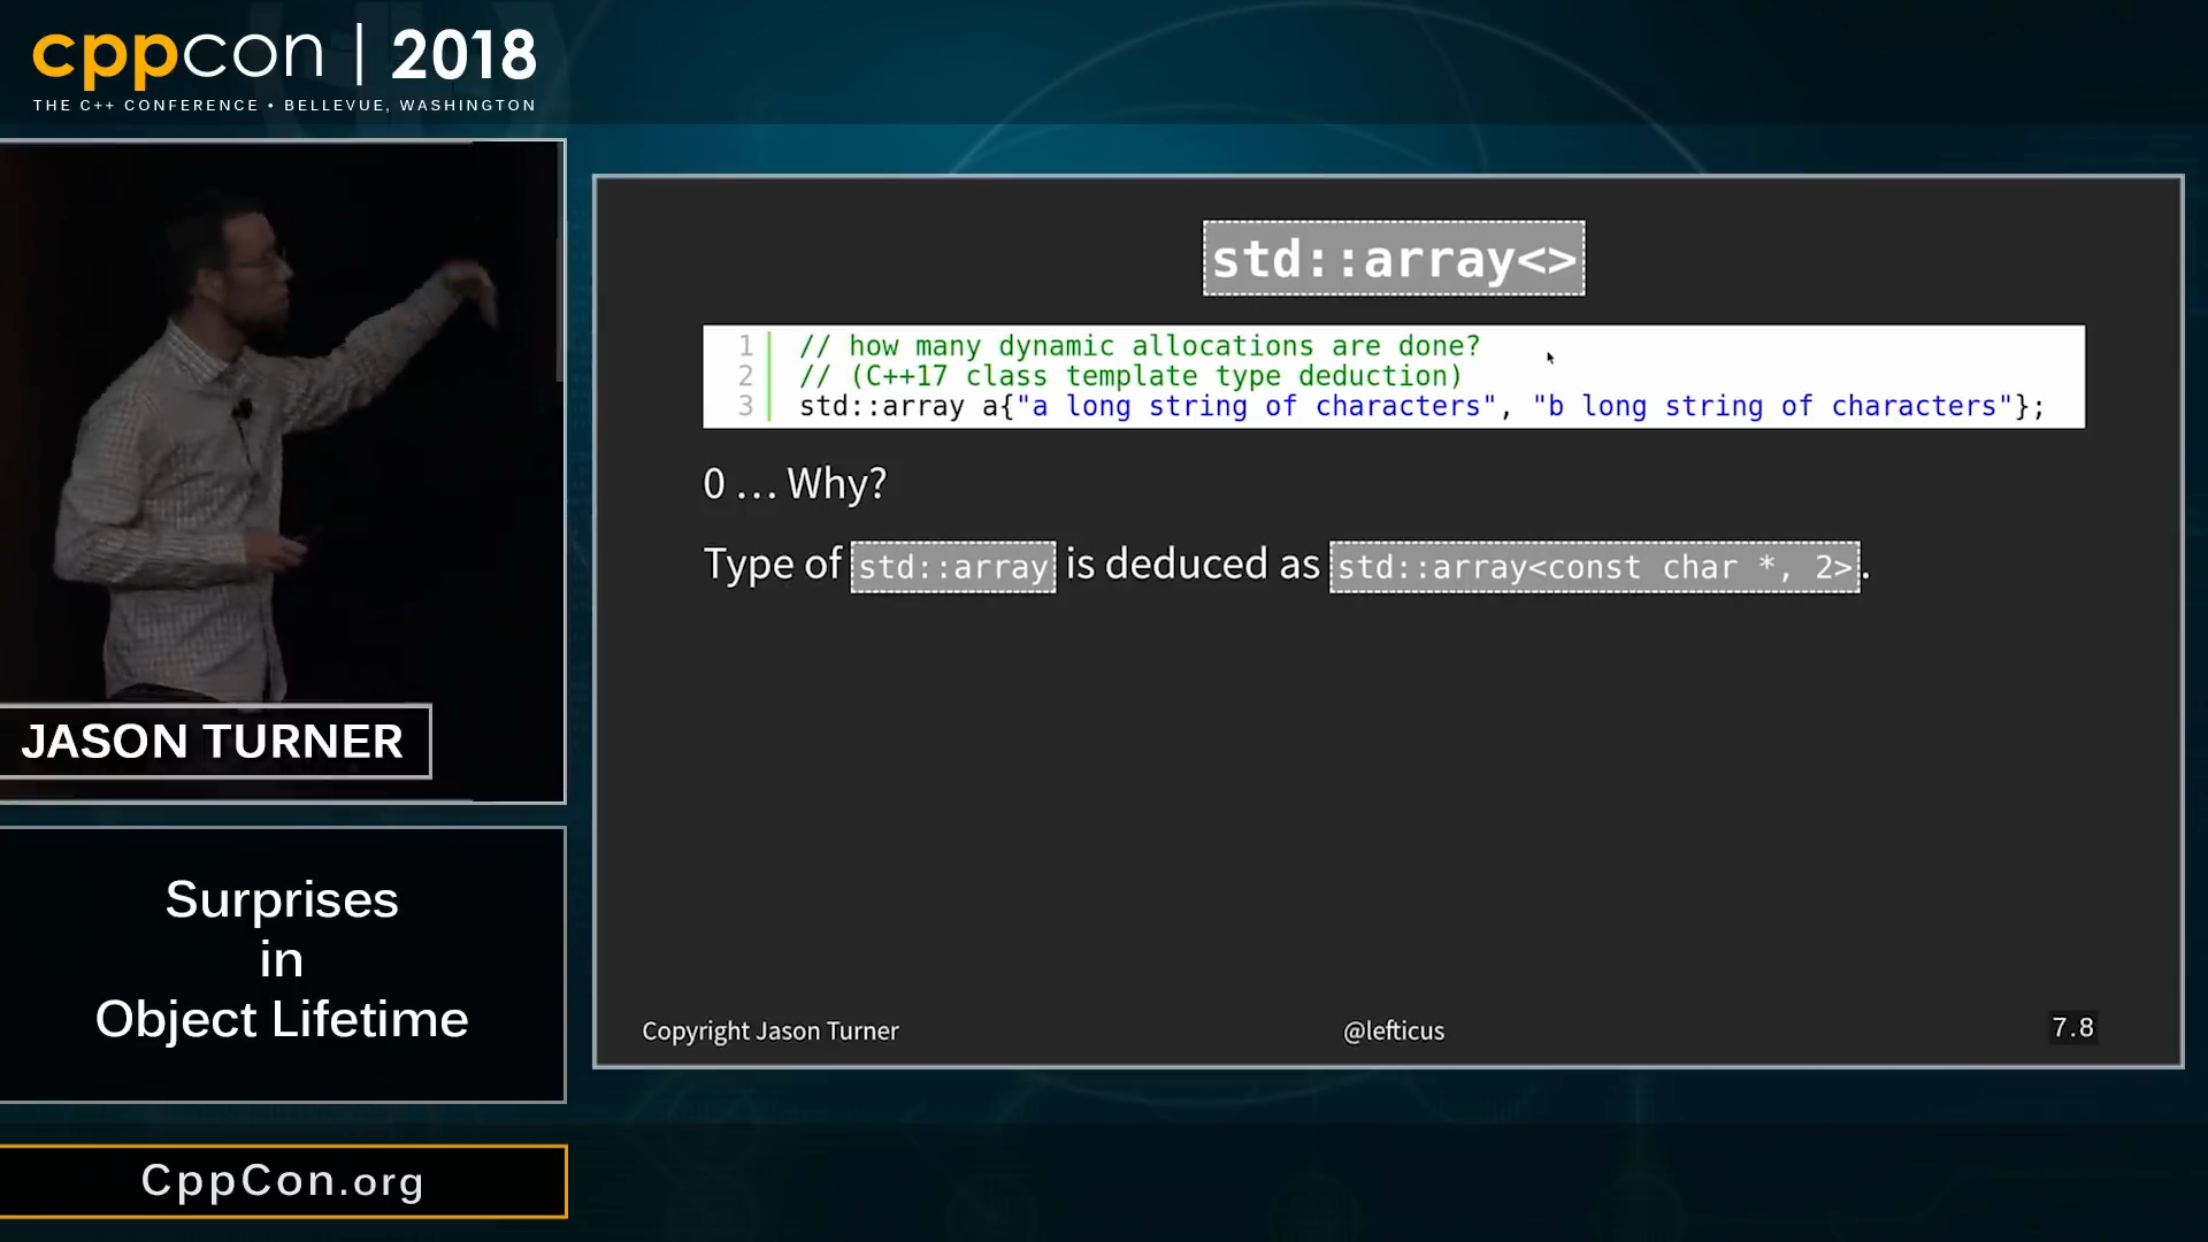 cppcon | 2018
THE C++ CONFERENCE • BELLEVUE, WASHINGTON
JASON TURNER
Surprises
in
Object Lifetime
CppCon.org
std::array<>
1 // how many dynamic allocations are done?
2 // (C++17 class template type deduction)
3 std::array a{"a long string of characters", "b long string of characters"};
0 … Why?
Type of std::array is deduced as std::array<const char *, 2>.
Copyright Jason Turner
@lefticus
7.8